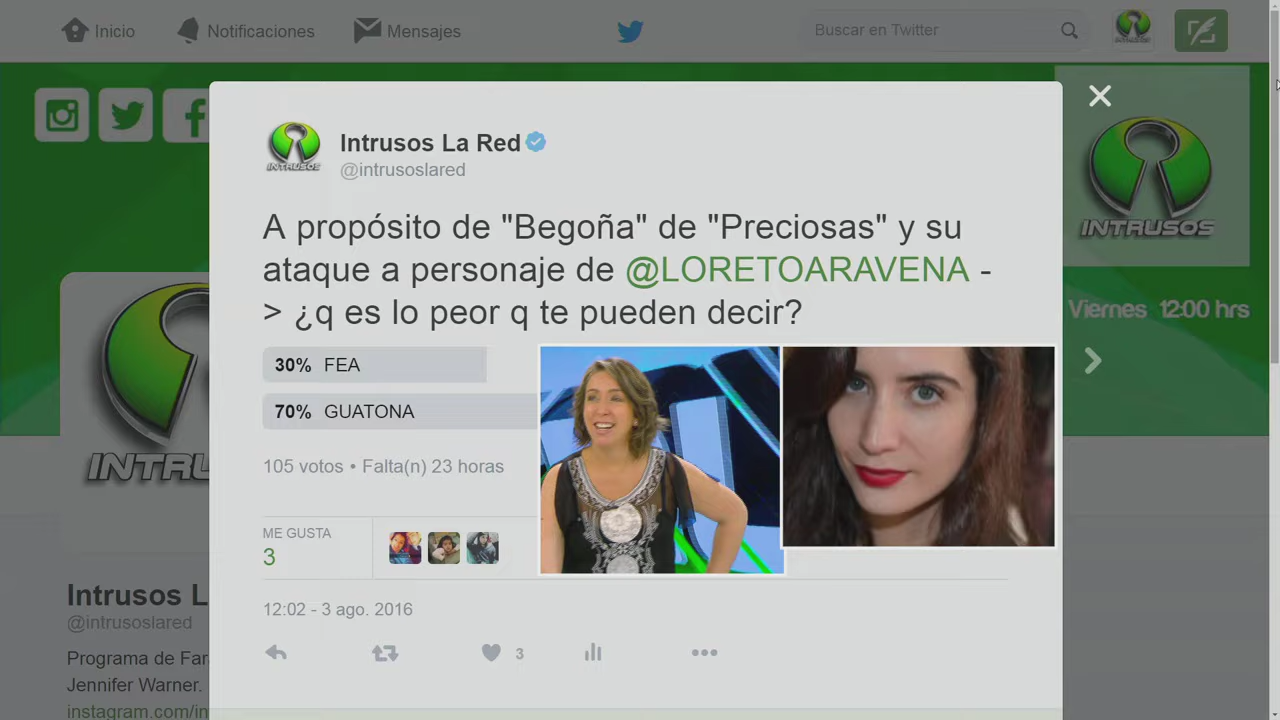 Inicio
Notificaciones
Mensajes
Buscar en Twitter
INTRUSOS
Intrusos La Red
@intrusoslared
A propósito de "Begoña" de "Preciosas" y su
ataque a personaje de @LORETOARAVENA -
> ¿q es lo peor q te pueden decir?
30% FEA
70% GUATONA
105 votos • Falta(n) 23 horas
ME GUSTA
3
12:02 - 3 ago. 2016
3
INTRUSOS
Viernes 12:00 hrs
INTRU
Intrusos L
@intrusoslared
Programa de Far
Jennifer Warner.
instagram.com/in